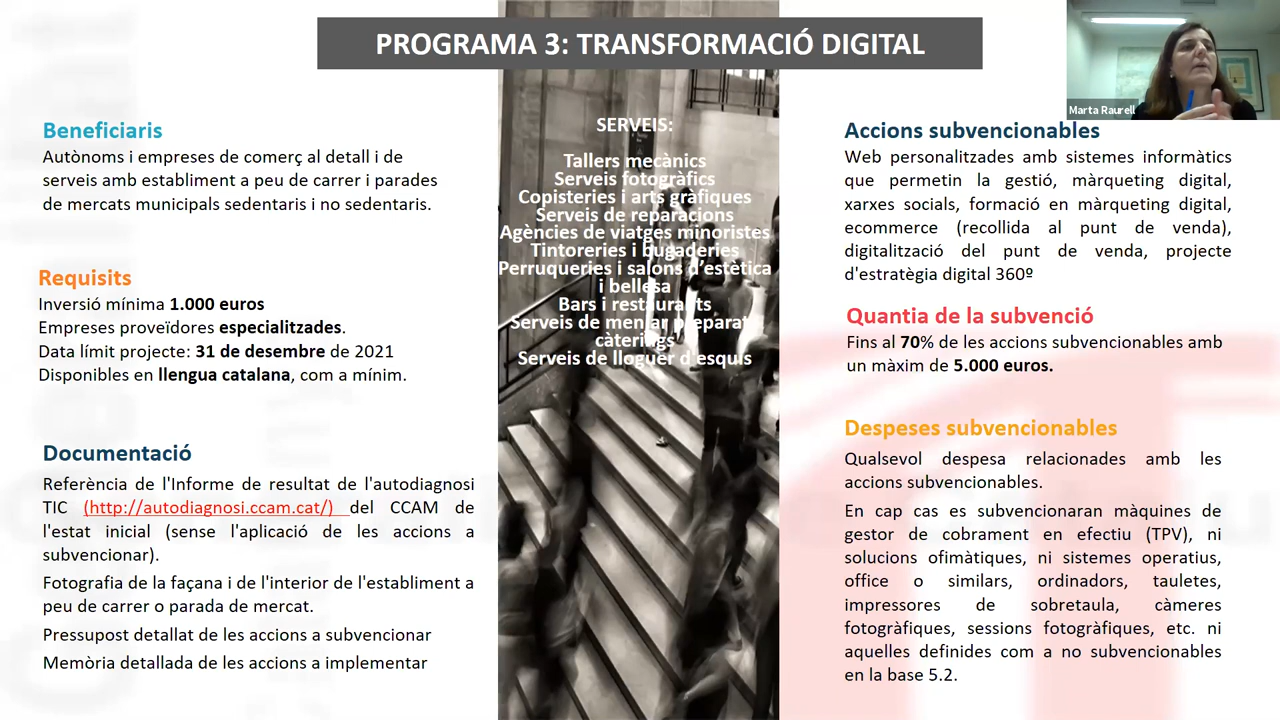 PROGRAMA 3: TRANSFORMACIÓ DIGITAL
Marta Raurell
Beneficiaris
Autònoms i empreses de comerç al detall i de
serveis amb establiment a peu de carrer i parades
de mercats municipals sedentaris i no sedentaris.
Requisits
Inversió mínima 1.000 euros
Empreses proveïdores especialitzades.
Data límit projecte: 31 de desembre de 2021
Disponibles en llengua catalana, com a mínim.
Documentació
Referència de l'Informe de resultat de l'autodiagnosi
TIC (http://autodiagnosi.ccam.cat/) del CCAM de
l'estat inicial (sense l'aplicació de les accions a
subvencionar).
Fotografia de la façana i de l'interior de l'establiment a
peu de carrer o parada de mercat.
Pressupost detallat de les accions a subvencionar
Memòria detallada de les accions a implementar
SERVEIS:
Tallers mecànics
Serveis fotogràfics
Copisteries i arts gràfiques
Serveis de reparacions
Agències de viatges minoristes
Tintoreries i bugaderies
Perruqueries i salons d'estètica
i bellesa
Bars i restaurants
Serveis de menjar preparat i
càterings
Serveis de lloguer d'esquís
Accions subvencionables
Web personalitzades amb sistemes informàtics
que permetin la gestió, màrqueting digital,
xarxes socials, formació en màrqueting digital,
ecommerce (recollida al punt de venda),
digitalització del punt de venda, projecte
d'estratègia digital 360º
Quantia de la subvenció
Fins al 70% de les accions subvencionables amb
un màxim de 5.000 euros.
Despeses subvencionables
Qualsevol despesa relacionades amb les
accions subvencionables.
En cap cas es subvencionaran màquines de
gestor de cobrament en efectiu (TPV), ni
solucions ofimàtiques, ni sistemes operatius,
office o similars, ordinadors, tauletes,
impressores de sobretaula, càmeres
fotogràfiques, sessions fotogràfiques, etc. ni
aquelles definides com a no subvencionables
en la base 5.2.